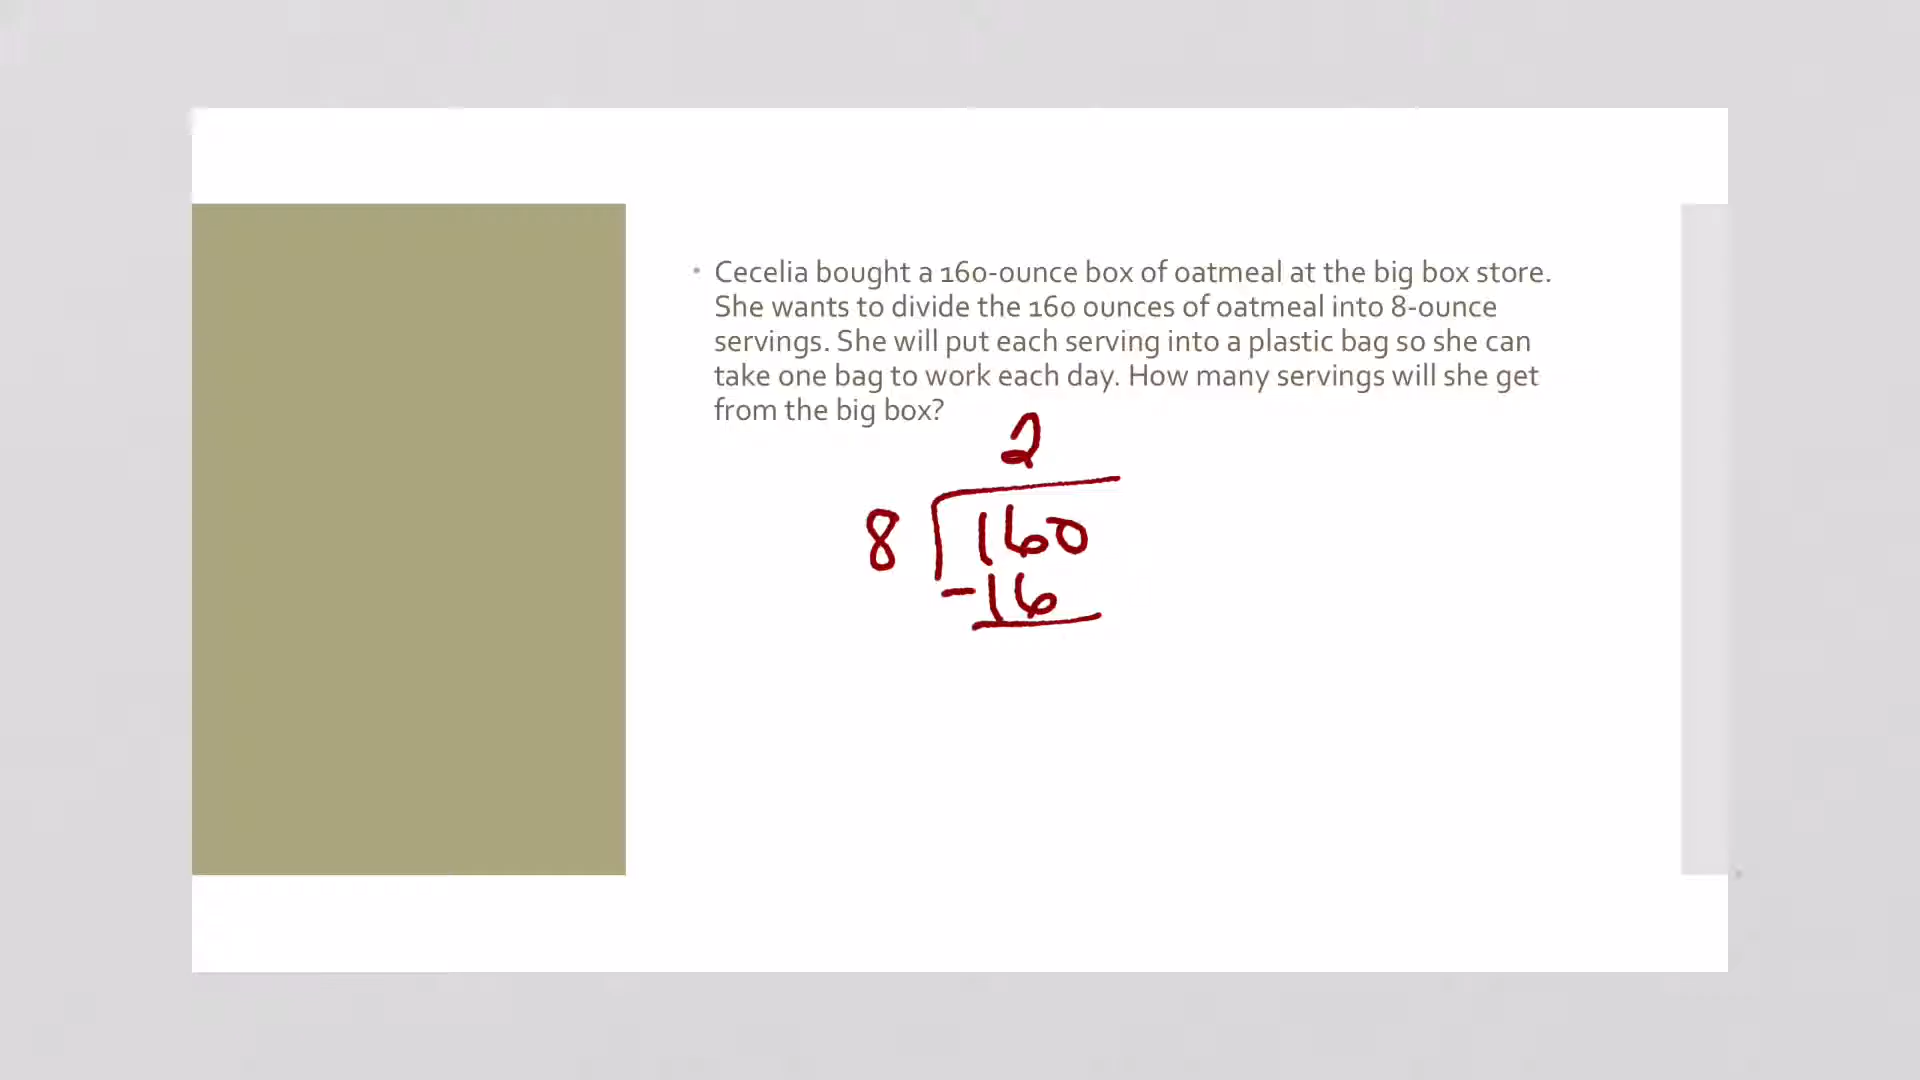 • Cecelia bought a 160-ounce box of oatmeal at the big box store.
She wants to divide the 160 ounces of oatmeal into 8-ounce
servings. She will put each serving into a plastic bag so she can
take one bag to work each day. How many servings will she get
from the big box?
2
8 160
-16